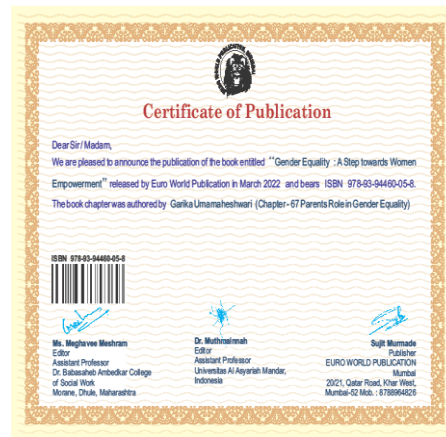 Certificate of Publication
Dear Sir / Madam,
We are pleased to announce the publication of the book entitled "Gender Equality : A Step towards Women
Empowerment" released by Euro World Publication in March 2022 and bears ISBN 978-93-94460-05-8.
The book chapter was authored by Garika Umamaheshwari (Chapter - 67 Parents Role in Gender Equality)
ISBN 978-93-94460-05-8
Ms. Meghavee Meshram
Editor
Assistant Professor
Dr. Babasaheb Ambedkar College
of Social Work
Morane, Dhule, Maharashtra
Dr. Muthmainnah
Editor
Assistant Professor
Universitas Al Asyariah Mandar,
Indonesia
Sujit Murmade
Publisher
EURO WORLD PUBLICATION
Mumbai
20/21, Qatar Road, Khar West,
Mumbai-52 Mob. : 8788964826